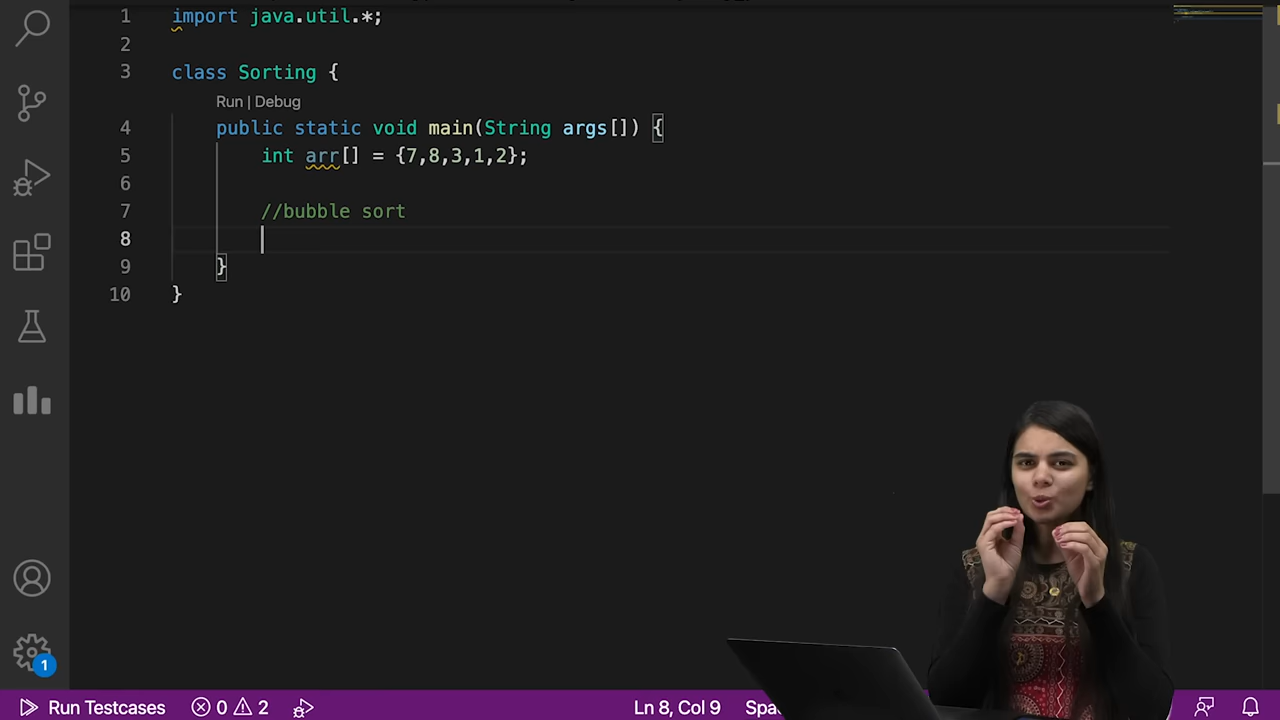 1 import java.util.*;
2
3 class Sorting {
Run | Debug
4 public static void main(String args[]) {
5 int arr[] = {7,8,3,1,2};
6
7 //bubble sort
8
9 }
10 }
1
Run Testcases 0 2 Ln 8, Col 9